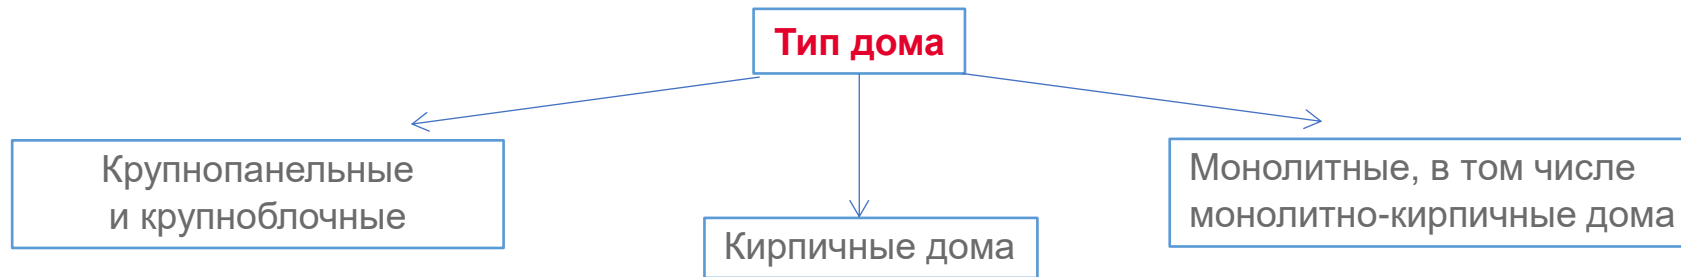 Тип дома
Крупнопанельные
и крупноблочные
Кирпичные дома
Монолитные, в том числе
монолитно-кирпичные дома